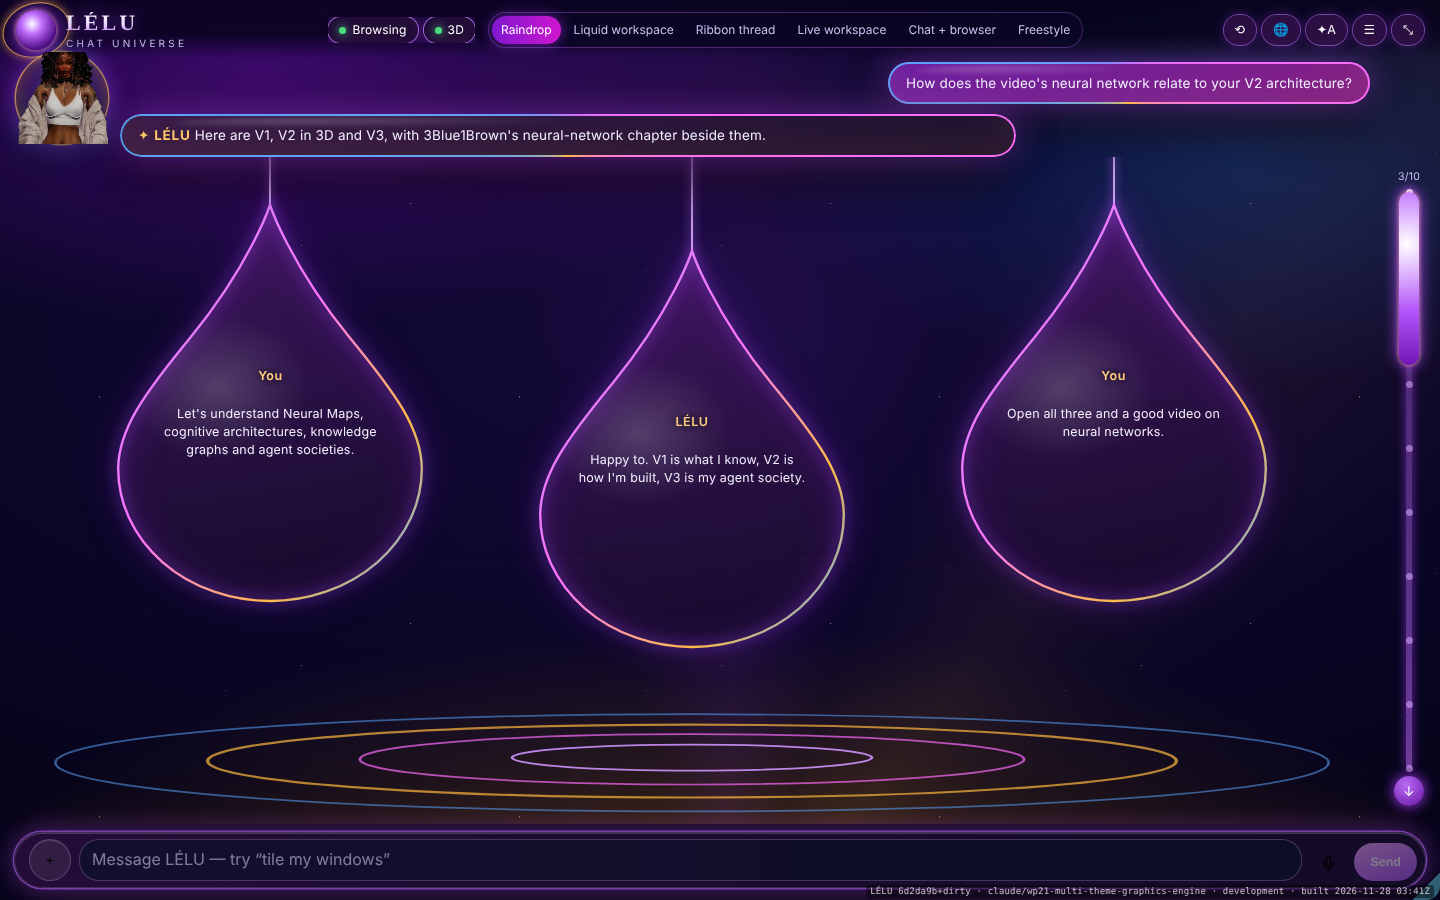 LÉLU
CHAT UNIVERSE
Browsing
3D
Raindrop
Liquid workspace
Ribbon thread
Live workspace
Chat + browser
Freestyle
✦A
How does the video's neural network relate to your V2 architecture?
✦ LÉLU Here are V1, V2 in 3D and V3, with 3Blue1Brown's neural-network chapter beside them.
3/10
You
Let's understand Neural Maps,
cognitive architectures, knowledge
graphs and agent societies.
LÉLU
Happy to. V1 is what I know, V2 is
how I'm built, V3 is my agent society.
You
Open all three and a good video on
neural networks.
+
Message LÉLU — try “tile my windows”
Send
LÉLU 6d2da9b+dirty · claude/wp21-multi-theme-graphics-engine · development · built 2026-11-28 03:41Z